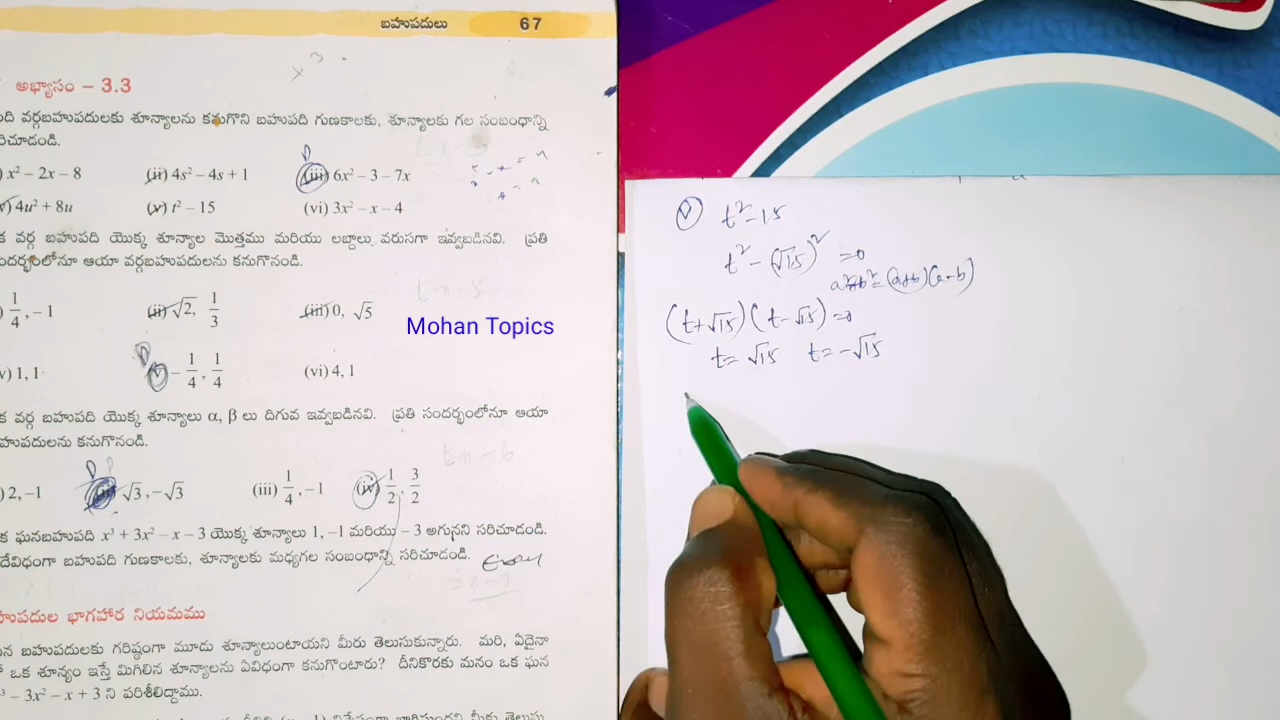 బహుపదులు 67
x³
అభ్యాసం – 3.3
వర్గబహుపదులకు శూన్యాలను కనుగొని బహుపది గుణకాలకు, శూన్యాలకు గల సంబంధాన్ని
x² – 2x – 8 (ii) 4s² – 4s + 1 (iii) 6x² – 3 – 7x
4u² + 8u (v) t² – 15 (vi) 3x² – x – 4
వర్గ బహుపది యొక్క శూన్యాల మొత్తము మరియు లబ్దాలు వరుసగా ఇవ్వబడినవి. ప్రతి
ఆయా వర్గబహుపదులను కనుగొనండి.
1/4, – 1 (ii) √2, 1/3 (iii) 0, √5
1, 1 (v) – 1/4, 1/4 (vi) 4, 1
వర్గ బహుపది యొక్క శూన్యాలు α, β లు దిగువ ఇవ్వబడినవి. ప్రతి సందర్భంలోనూ ఆయా
కనుగొనండి.
2, –1 (ii) √3, –√3 (iii) 1/4, –1 (iv) 1/2, 3/2
ఘనబహుపది x³ + 3x² – x – 3 యొక్క శూన్యాలు 1, –1 మరియు – 3 అగునని సరిచూడండి.
బహుపది గుణకాలకు, శూన్యాలకు మధ్యగల సంబంధాన్ని సరిచూడండి.
భాగహార నియమము
బహుపదులకు గరిష్ఠంగా మూడు శూన్యాలుంటాయని మీరు తెలుసుకున్నారు. మరి, ఏదైనా
ఒక శూన్యం ఇస్తే మిగిలిన శూన్యాలను ఏవిధంగా కనుగొంటారు? దీనికొరకు మనం ఒక ఘన
– 3x² – x + 3 ని పరిశీలిద్దాము.
Mohan Topics
(v) t² – 15
t² – (√15)² = 0
a² – b² = (a+b)(a–b)
(t+√15)(t–√15) = 0
t = √15 t = –√15